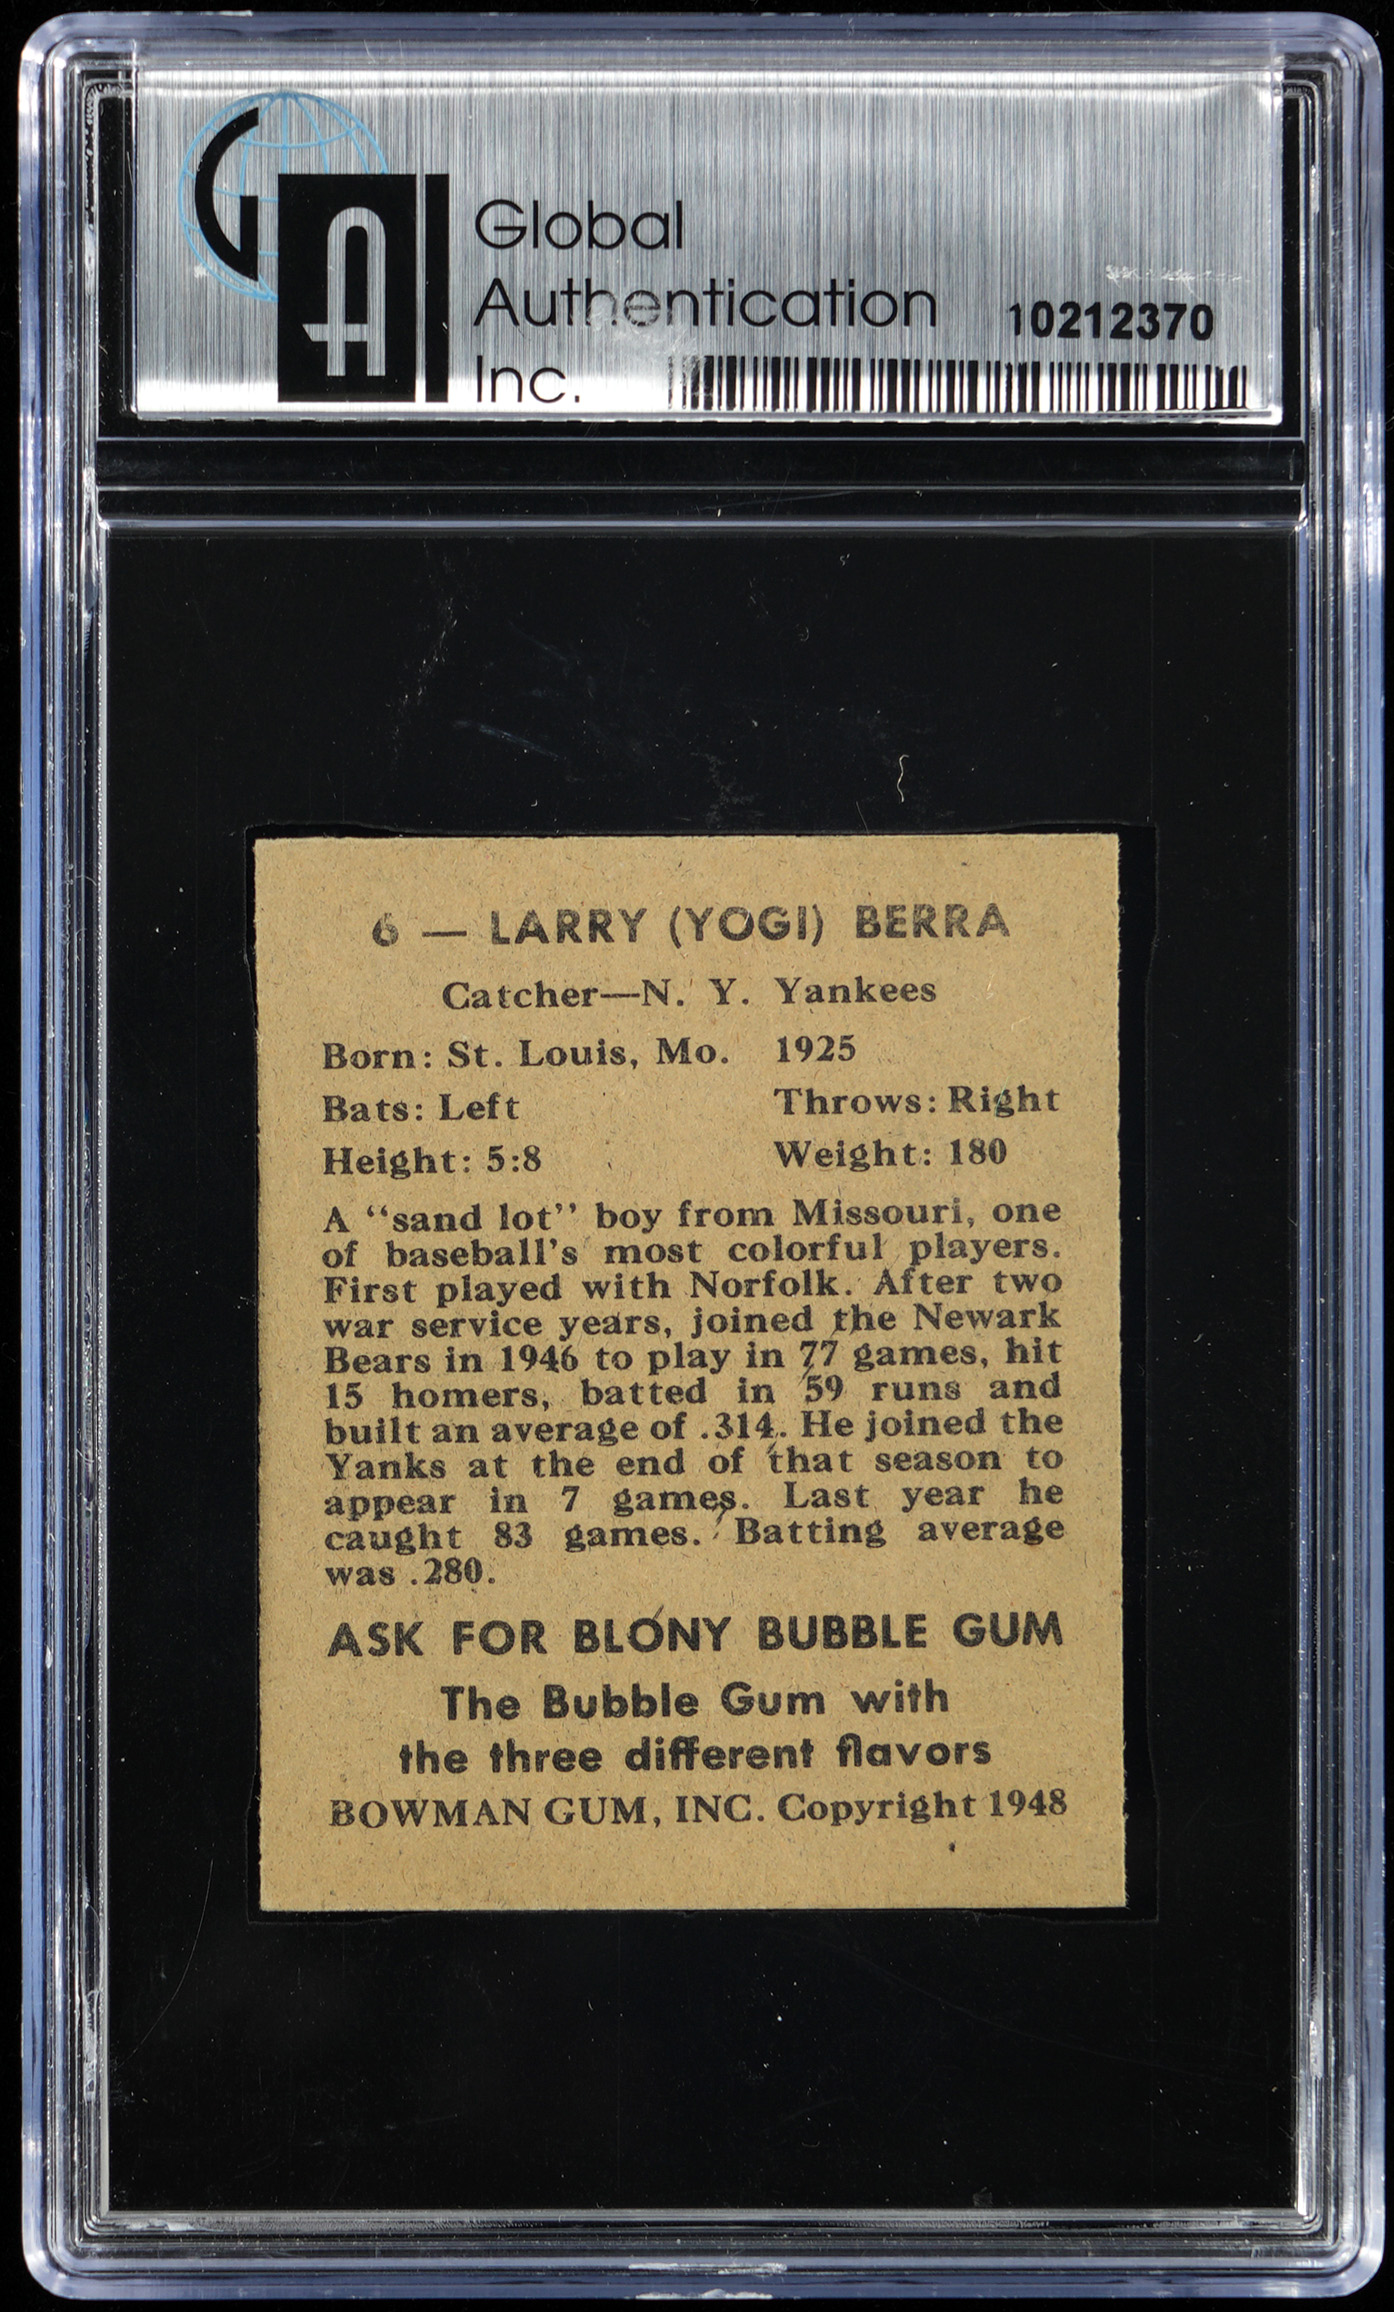 GA
Global
Authentication
Inc.
10212370
6 — LARRY (YOGI) BERRA
Catcher—N. Y. Yankees
Born: St. Louis, Mo. 1925
Bats: Left Throws: Right
Height: 5:8 Weight: 180
A “sand lot” boy from Missouri, one
of baseball's most colorful players.
First played with Norfolk. After two
war service years, joined the Newark
Bears in 1946 to play in 77 games, hit
15 homers, batted in 59 runs and
built an average of .314. He joined the
Yanks at the end of that season to
appear in 7 games. Last year he
caught 83 games. Batting average
was .280.
ASK FOR BLONY BUBBLE GUM
The Bubble Gum with
the three different flavors
BOWMAN GUM, INC. Copyright 1948